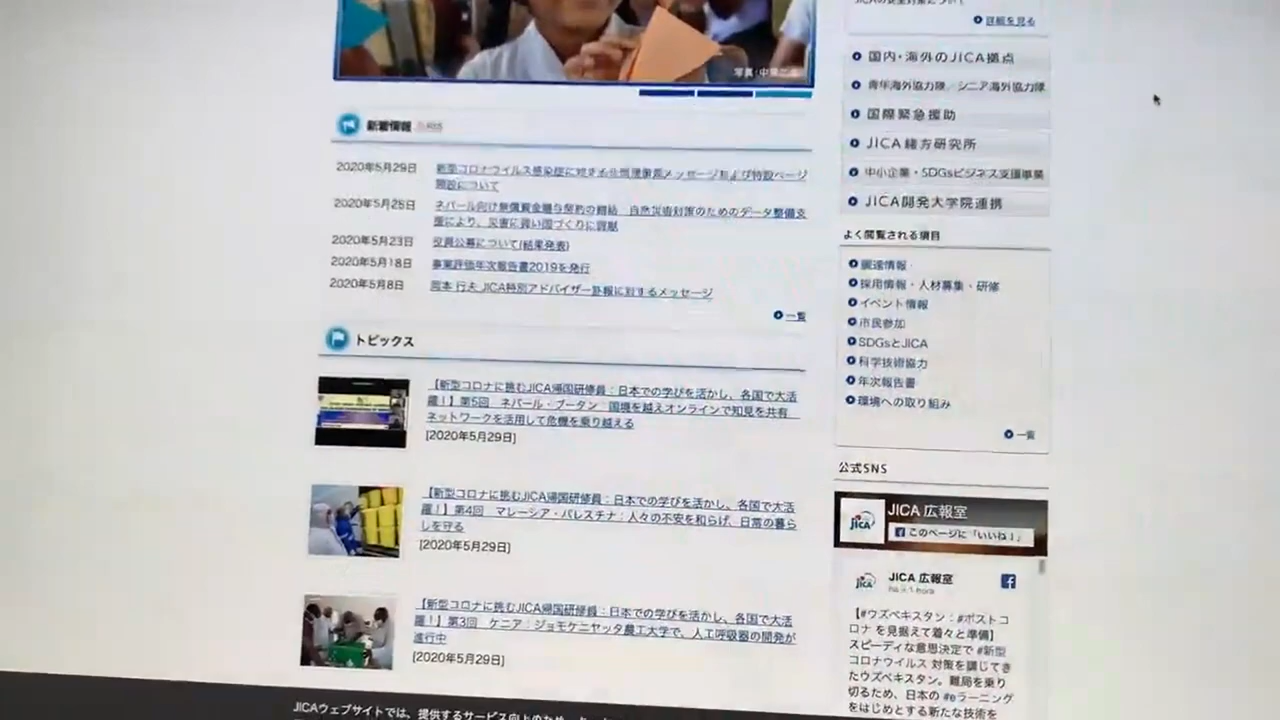 写真:中
詳細を見る
国内・海外のJICA拠点
青年海外協力隊/シニア海外協力隊
国際緊急援助
JICA緒方研究所
中小企業・SDGsビジネス支援事業
JICA開発大学院連携
よく閲覧される項目
調達情報
採用情報・人材募集・研修
イベント情報
市民参加
SDGsとJICA
科学技術協力
年次報告書
環境への取り組み
一覧
公式SNS
JICA 広報室
このページに「いいね!」
JICA 広報室
há ± 1 hora
【#ウズベキスタン:#ポストコ
ロナ を見据えて着々と準備】
スピーディな意思決定で #新型
コロナウイルス 対策を講じてき
たウズベキスタン。難局を乗り
切るため、日本の #eラーニング
をはじめとする新たな技術を
新着情報
2020年5月29日
新型コロナウイルス感染症に対する北岡理事長メッセージおよび特設ページ
開設について
2020年5月25日
ネパール向け無償資金贈与契約の締結 自然災害対策のためのデータ整備支
援により、災害に強い国づくりに貢献
2020年5月23日
役員公募について(結果発表)
2020年5月18日
事業評価年次報告書2019を発行
2020年5月8日
岡本 行夫 JICA特別アドバイザー訃報に対するメッセージ
一覧
トピックス
【新型コロナに挑むJICA帰国研修員:日本での学びを活かし、各国で大活
躍!】第5回 ネパール・ブータン 国境を越えオンラインで知見を共有
ネットワークを活用して危機を乗り越える
[2020年5月29日]
【新型コロナに挑むJICA帰国研修員:日本での学びを活かし、各国で大活
躍!】第4回 マレーシア・パレスチナ:人々の不安を和らげ、日常の暮ら
しを守る
[2020年5月29日]
【新型コロナに挑むJICA帰国研修員:日本での学びを活かし、各国で大活
躍!】第3回 ケニア:ジョモケニヤッタ農工大学で、人工呼吸器の開発が
進行中
[2020年5月29日]
JICAウェブサイトでは、提供するサービス向上のため、